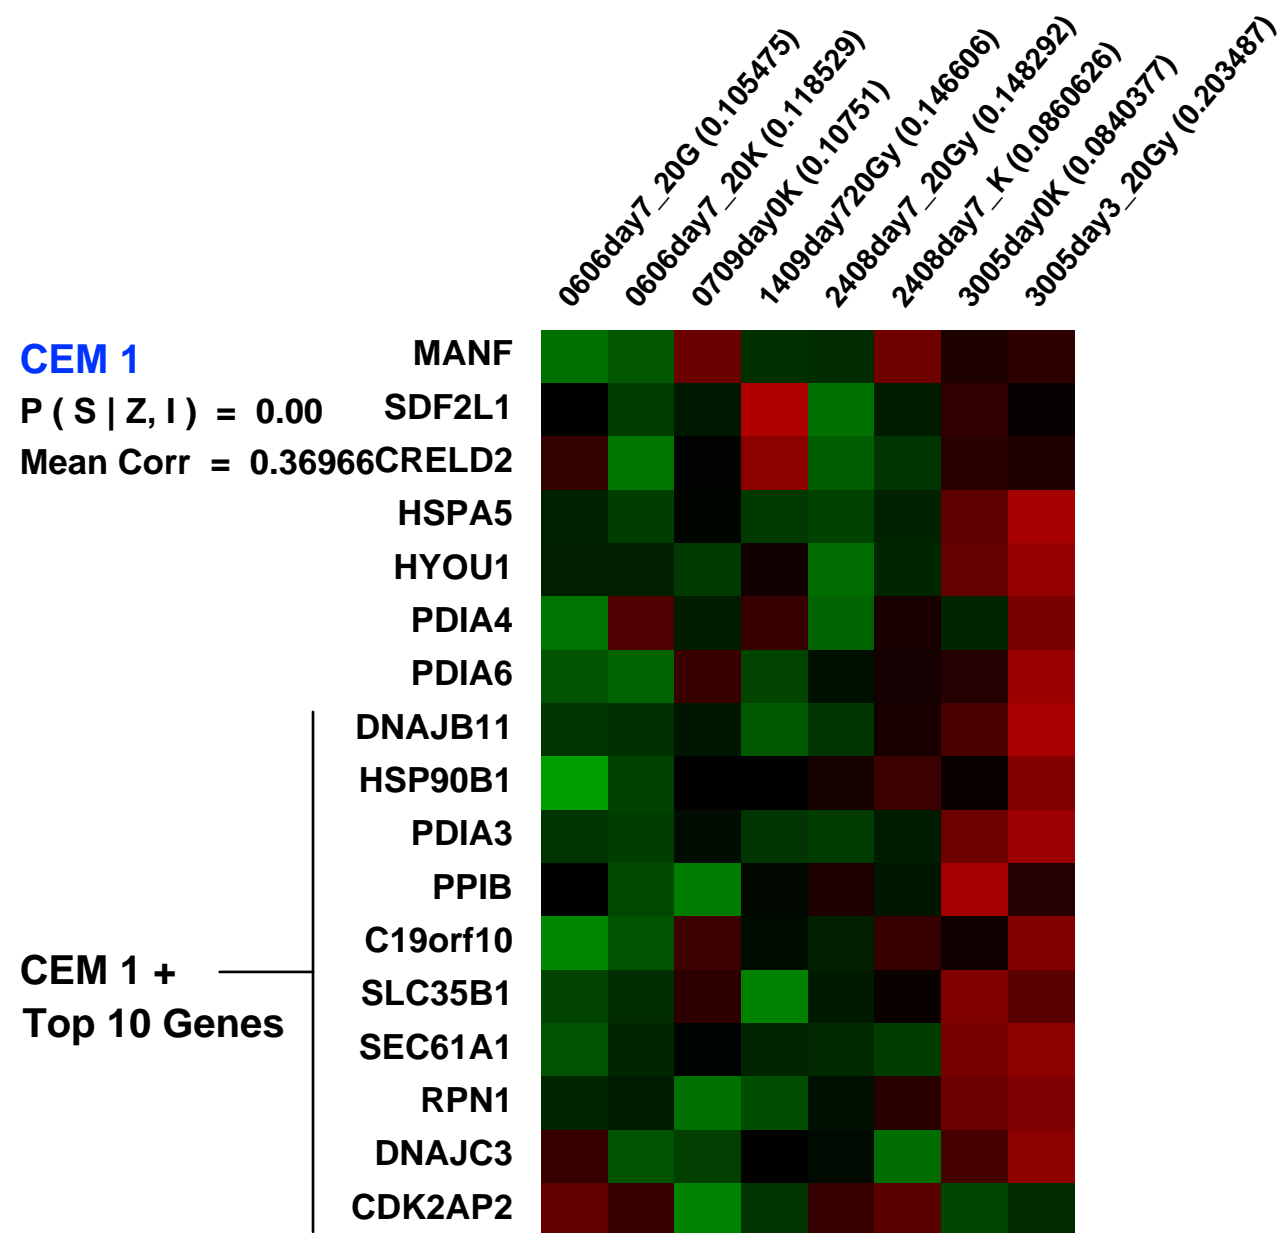 0606day7_20G (0.105475)
0606day7_20K (0.118529)
0709day0K (0.10751)
1409day720Gy (0.146606)
2408day7_20Gy (0.148292)
2408day7_K (0.0860626)
3005day0K (0.0840377)
3005day3_20Gy (0.203487)
CEM 1
P ( S | Z, I ) = 0.00
Mean Corr = 0.36966
MANF
SDF2L1
CRELD2
HSPA5
HYOU1
PDIA4
PDIA6
DNAJB11
HSP90B1
PDIA3
PPIB
C19orf10
SLC35B1
SEC61A1
RPN1
DNAJC3
CDK2AP2
CEM 1 +
Top 10 Genes